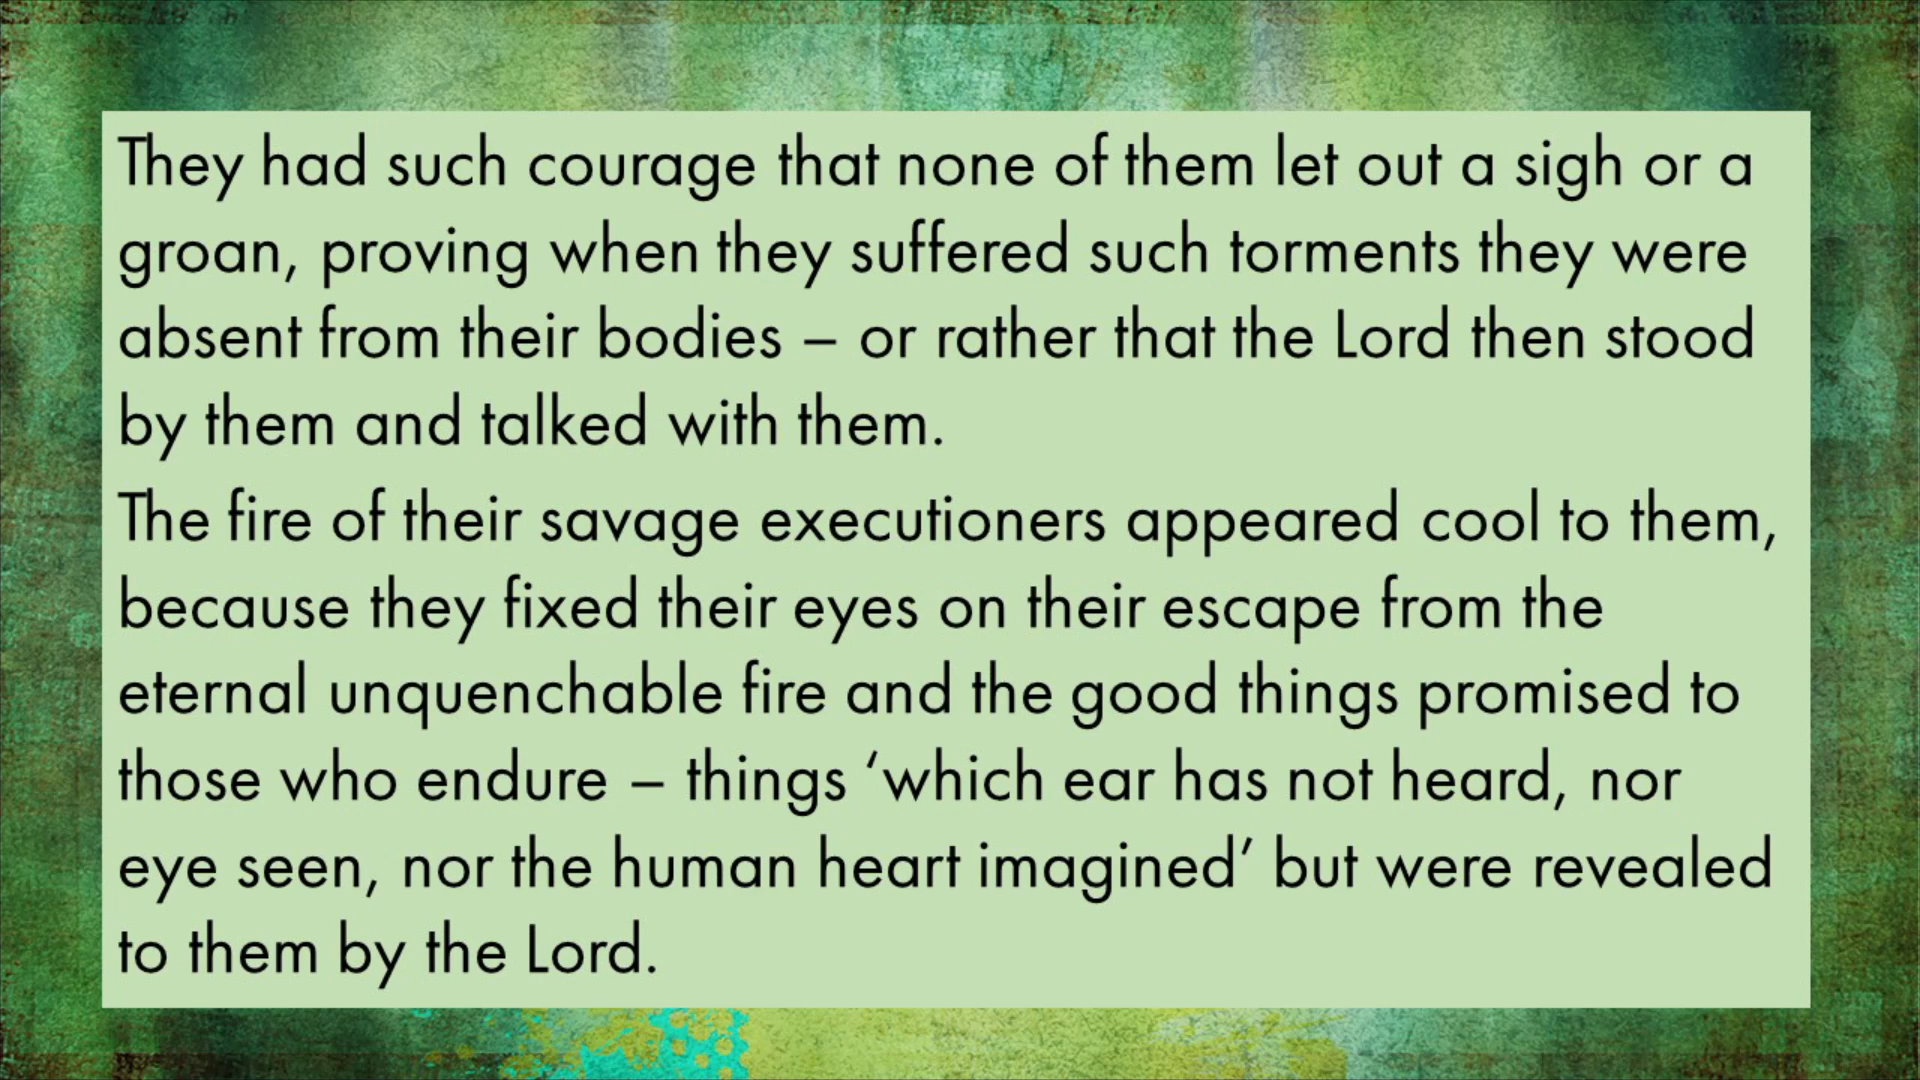 They had such courage that none of them let out a sigh or a
groan, proving when they suffered such torments they were
absent from their bodies – or rather that the Lord then stood
by them and talked with them.
The fire of their savage executioners appeared cool to them,
because they fixed their eyes on their escape from the
eternal unquenchable fire and the good things promised to
those who endure – things ‘which ear has not heard, nor
eye seen, nor the human heart imagined’ but were revealed
to them by the Lord.